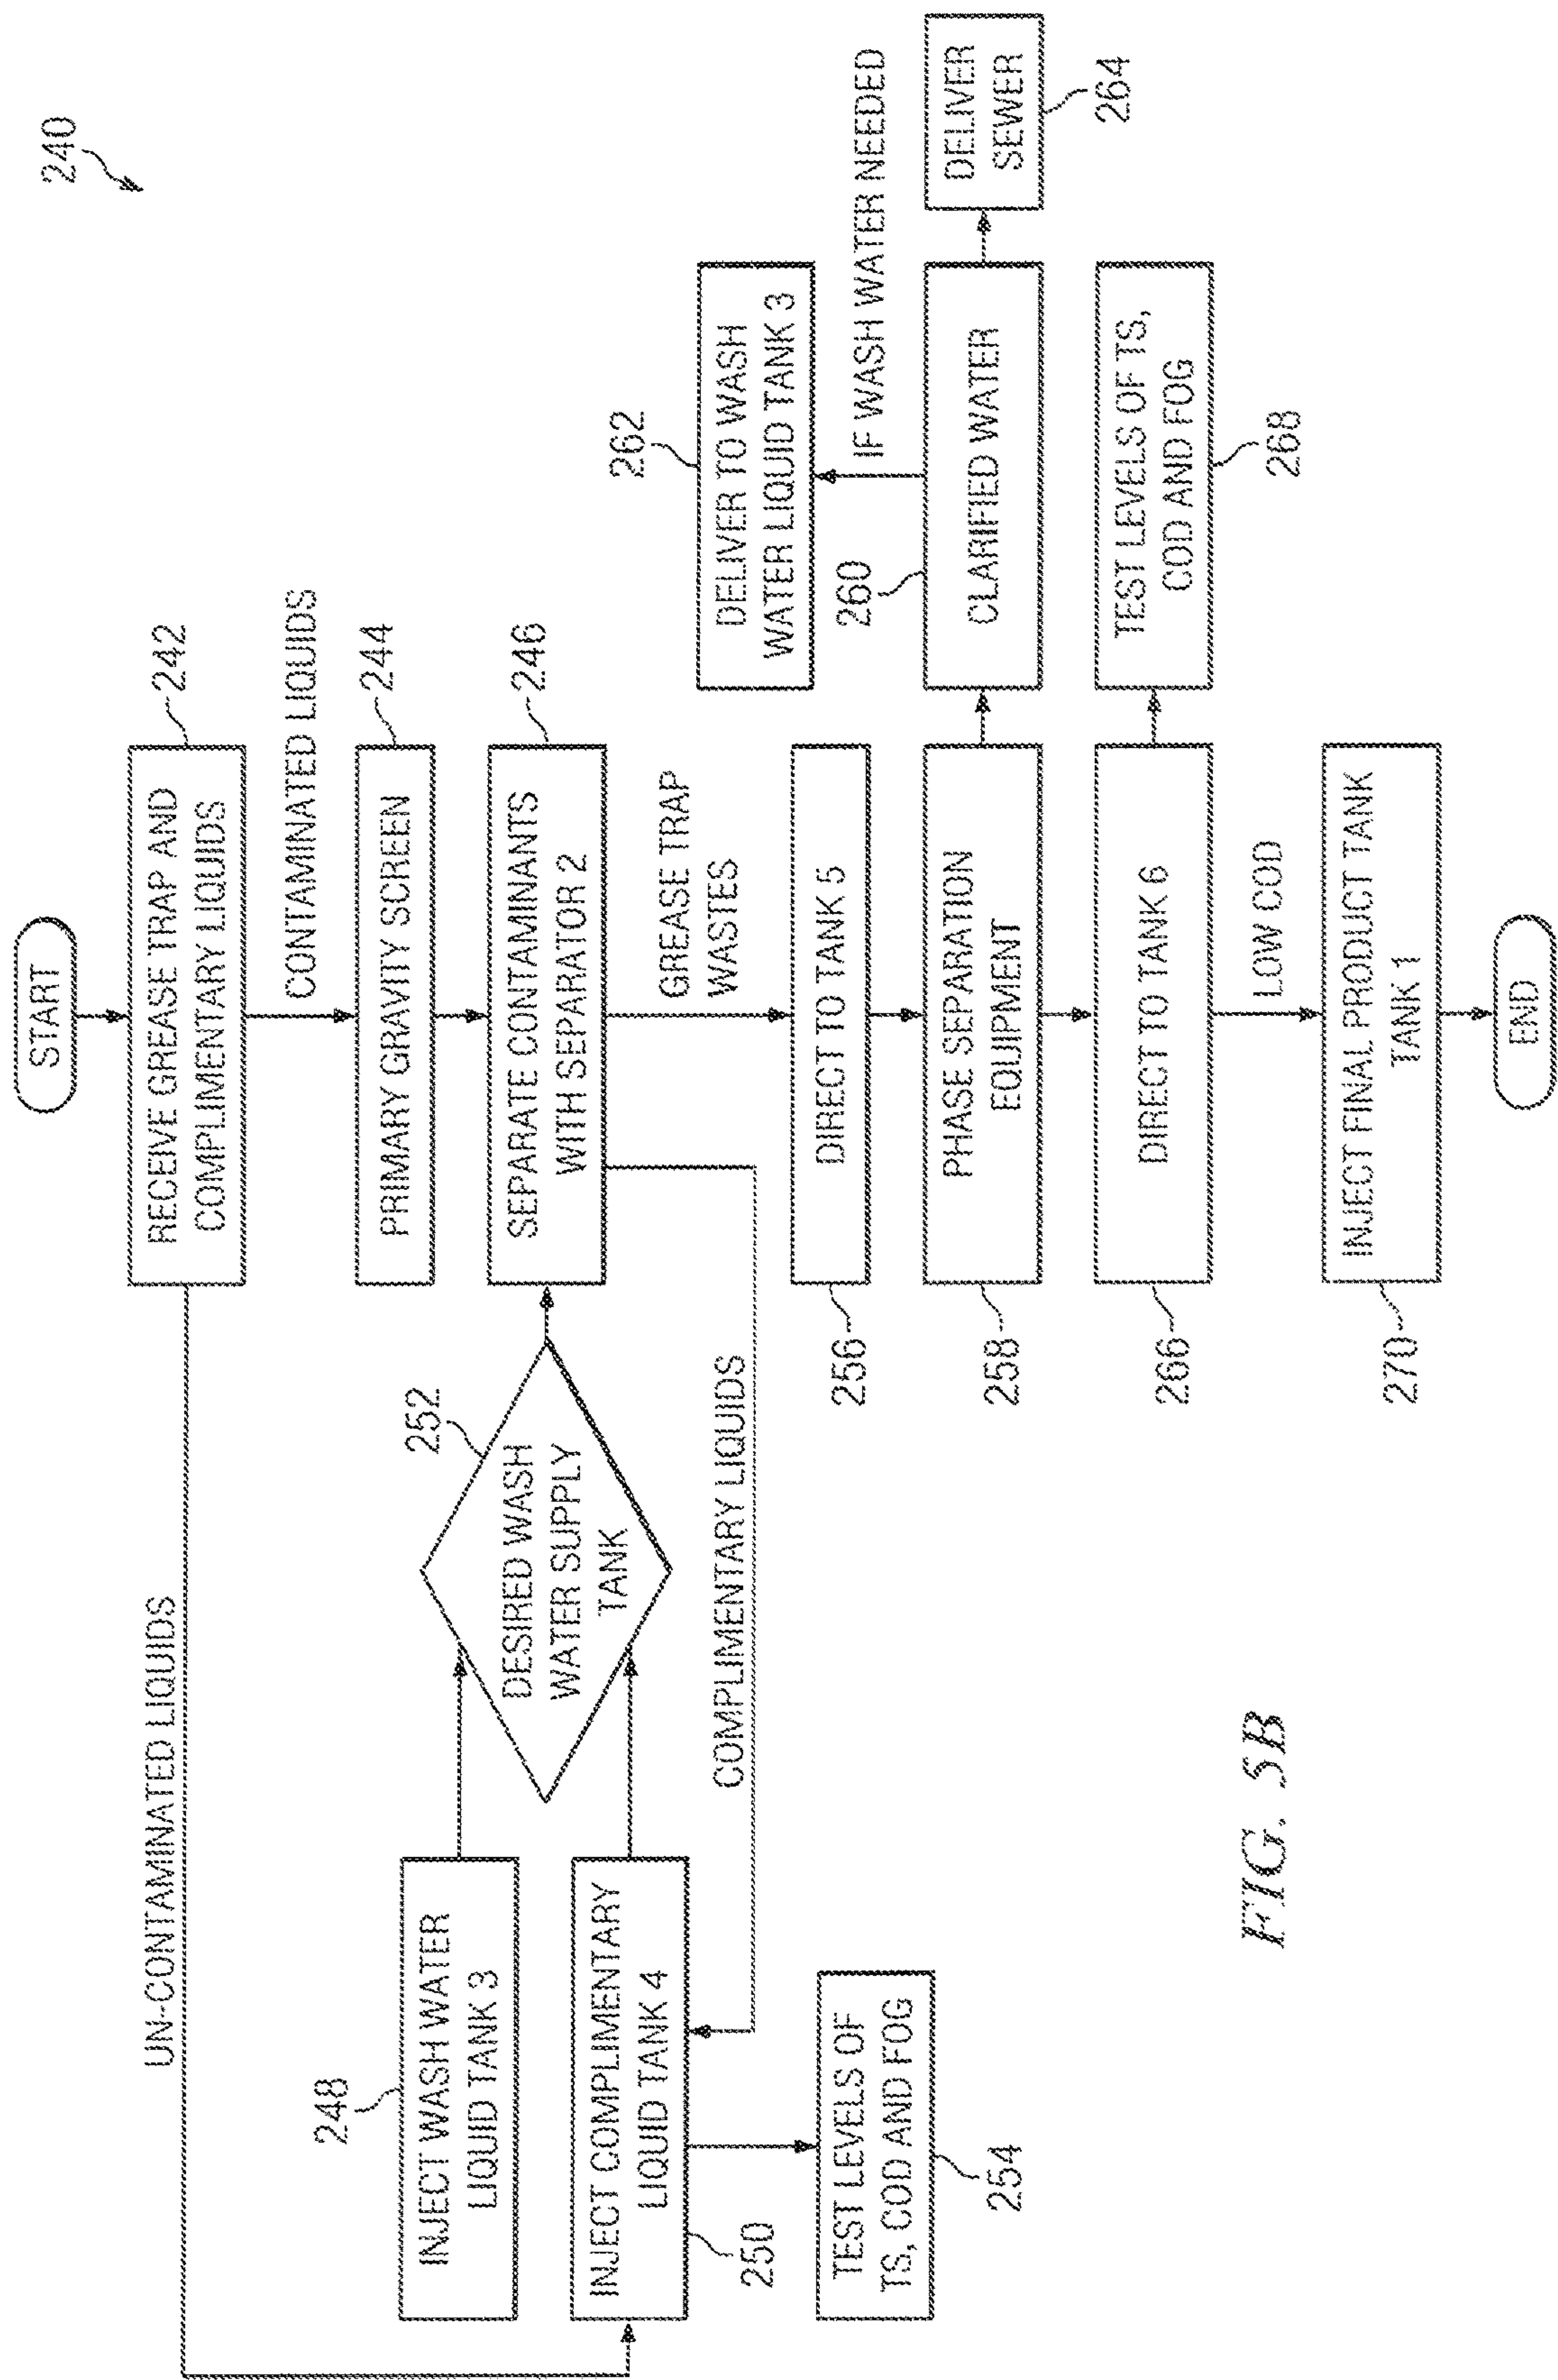 240
START
RECEIVE GREASE TRAP AND
COMPLIMENTARY LIQUIDS
242
UN-CONTAMINATED LIQUIDS
CONTAMINATED LIQUIDS
PRIMARY GRAVITY SCREEN
244
SEPARATE CONTAMINANTS
WITH SEPARATOR 2
246
248
INJECT WASH WATER
LIQUID TANK 3
252
DESIRED WASH
WATER SUPPLY
TANK
INJECT COMPLIMENTARY
LIQUID TANK 4
250
COMPLIMENTARY LIQUIDS
TEST LEVELS OF
TS, COD AND FOG
254
GREASE TRAP
WASTES
DIRECT TO TANK 5
256
262
DELIVER TO WASH
WATER LIQUID TANK 3
IF WASH WATER NEEDED
PHASE SEPARATION
EQUIPMENT
258
260
CLARIFIED WATER
DELIVER
SEWER
264
DIRECT TO TANK 6
266
TEST LEVELS OF TS,
COD AND FOG
268
LOW COD
INJECT FINAL PRODUCT TANK
TANK 1
270
END
FIG. 5B